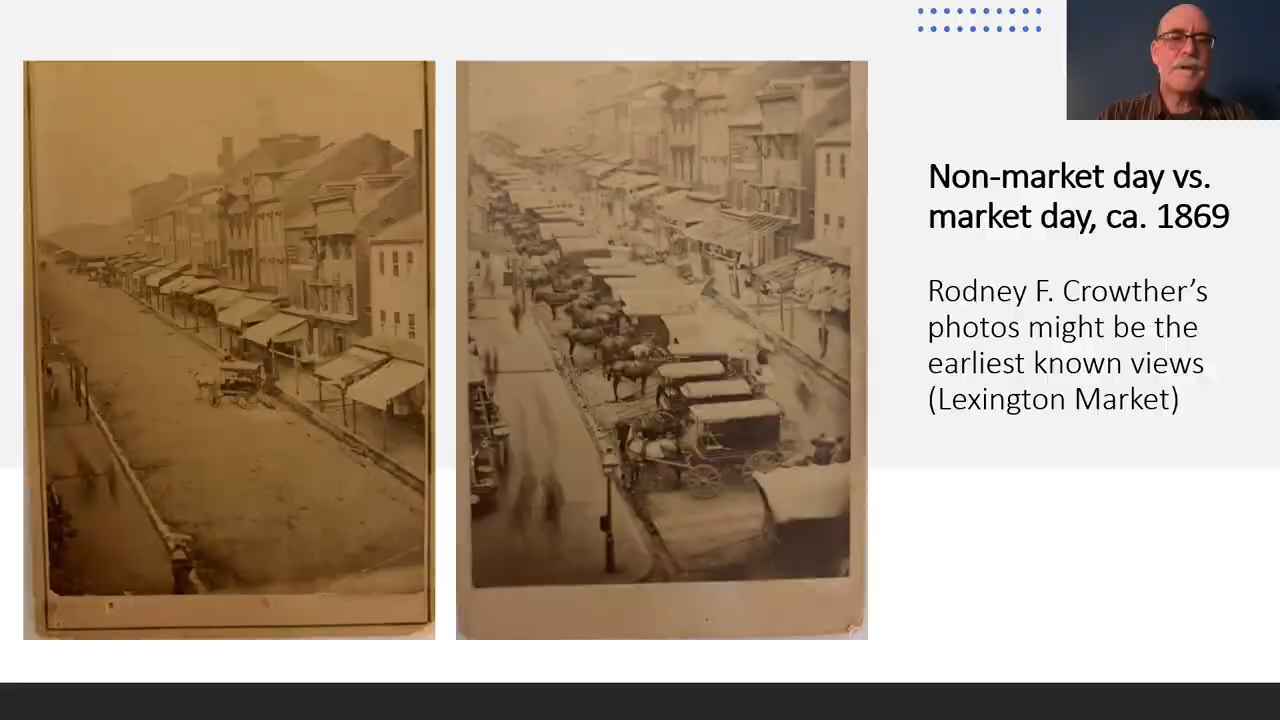 Non-market day vs.
market day, ca. 1869
Rodney F. Crowther’s
photos might be the
earliest known views
(Lexington Market)